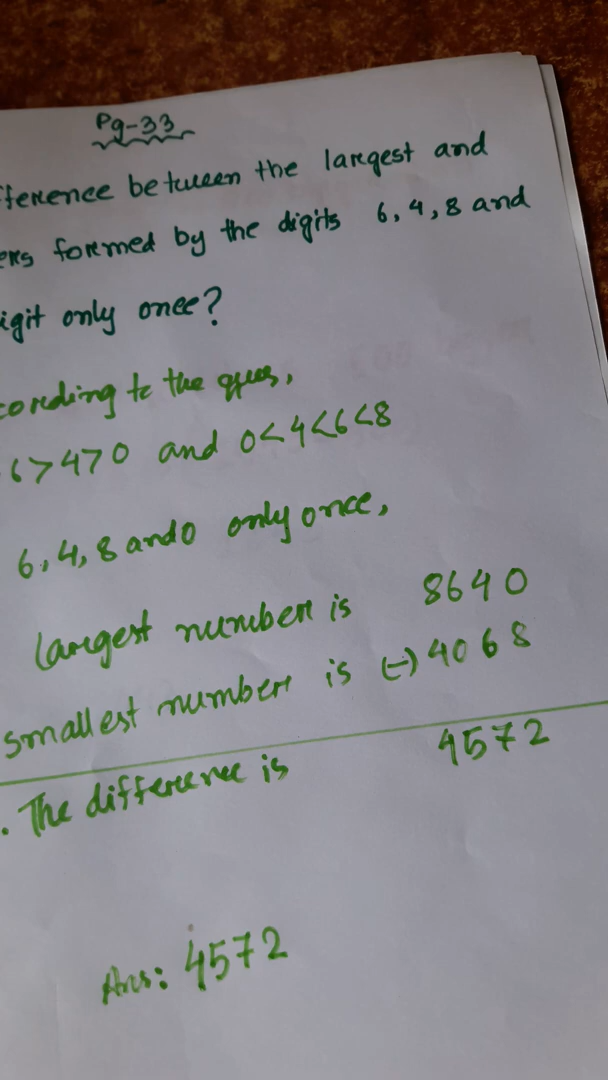 Pg-33
fference between the largest and
ers formed by the digits 6, 4, 8 and
igit only once?
cording to the ques,
6>4>0 and 0<4<6<8
6, 4, 8 and 0 only once,
largest number is 8640
smallest number is (-) 4068
. The difference is 4572
Ans: 4572